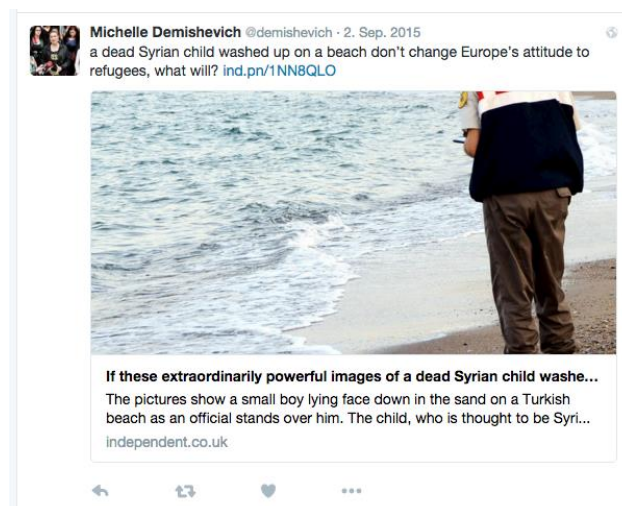 Michelle Demishevich @demishevich · 2. Sep. 2015
a dead Syrian child washed up on a beach don't change Europe's attitude to
refugees, what will? ind.pn/1NN8QLO
If these extraordinarily powerful images of a dead Syrian child washe...
The pictures show a small boy lying face down in the sand on a Turkish
beach as an official stands over him. The child, who is thought to be Syri...
independent.co.uk